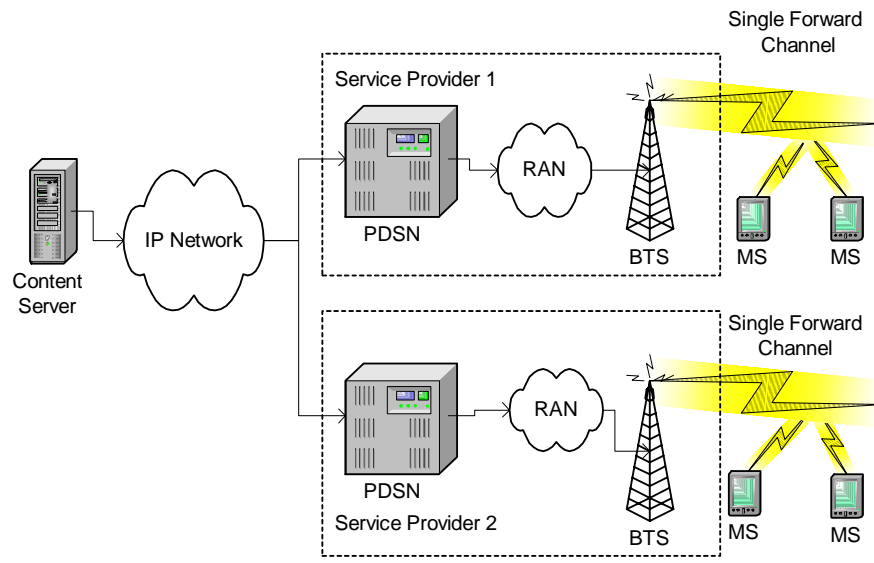 Single Forward
Channel
Service Provider 1
RAN
IP Network
PDSN
BTS
MS
MS
Content
Server
Single Forward
Channel
RAN
PDSN
Service Provider 2
BTS
MS
MS